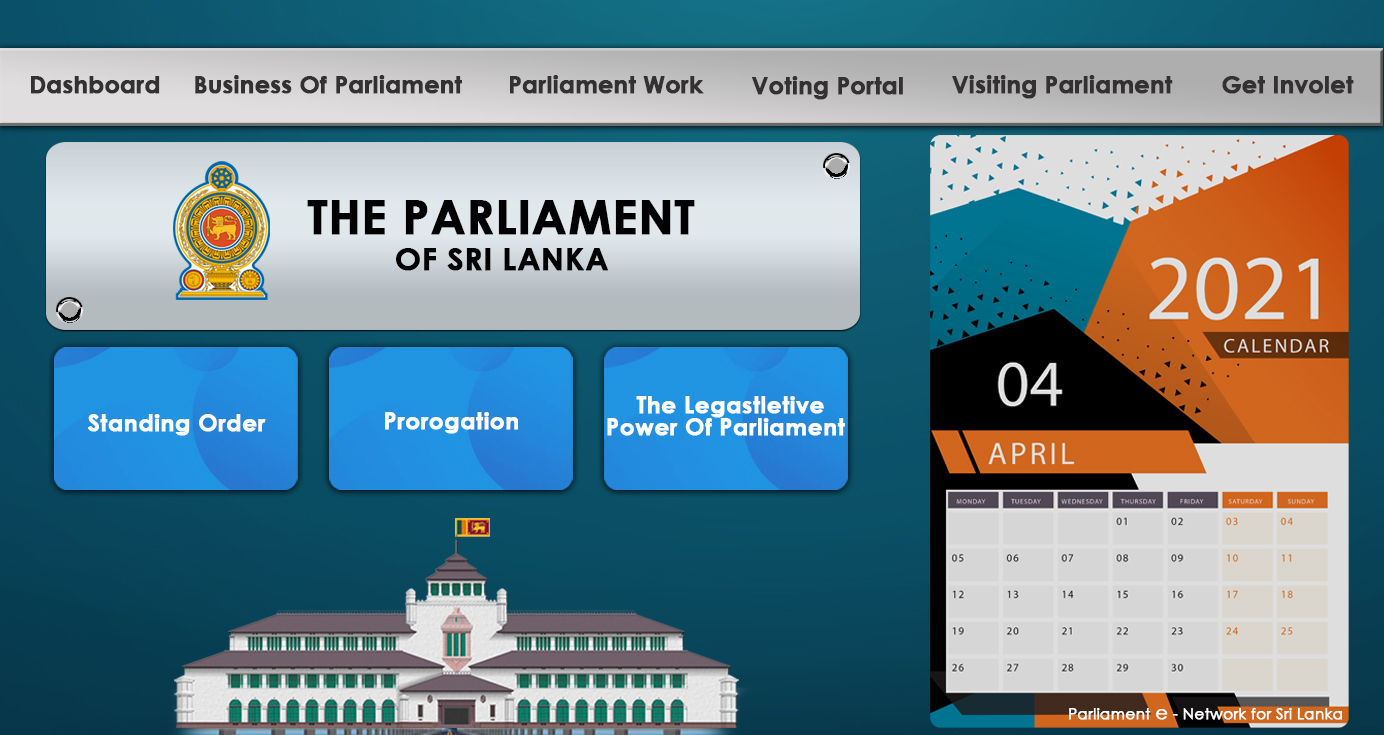 Dashboard Business Of Parliament Parliament Work Voting Portal Visiting Parliament Get Involet
THE PARLIAMENT
OF SRI LANKA
Standing Order
Prorogation
The Legastletive
Power Of Parliament
2021
CALENDAR
04
APRIL
MONDAY TUESDAY WEDNESDAY THURSDAY FRIDAY SATURDAY SUNDAY
01 02 03 04
05 06 07 08 09 10 11
12 13 14 15 16 17 18
19 20 21 22 23 24 25
26 27 28 29 30
Parliament e - Network for Sri Lanka